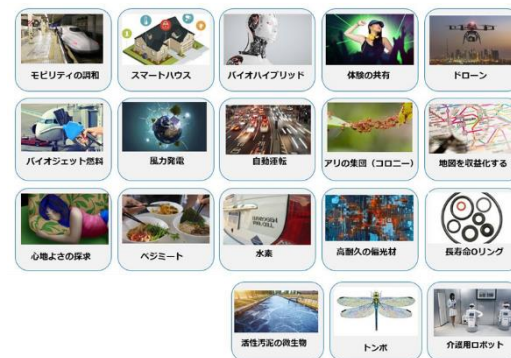 モビリティの調和
スマートハウス
バイオハイブリッド
体験の共有
ドローン
バイオジェット燃料
風力発電
自動運転
アリの集団（コロニー）
地図を収益化する
心地よさの探求
ベジミート
水素
高耐久の偏光材
長寿命Oリング
活性汚泥の微生物
トンボ
介護用ロボット